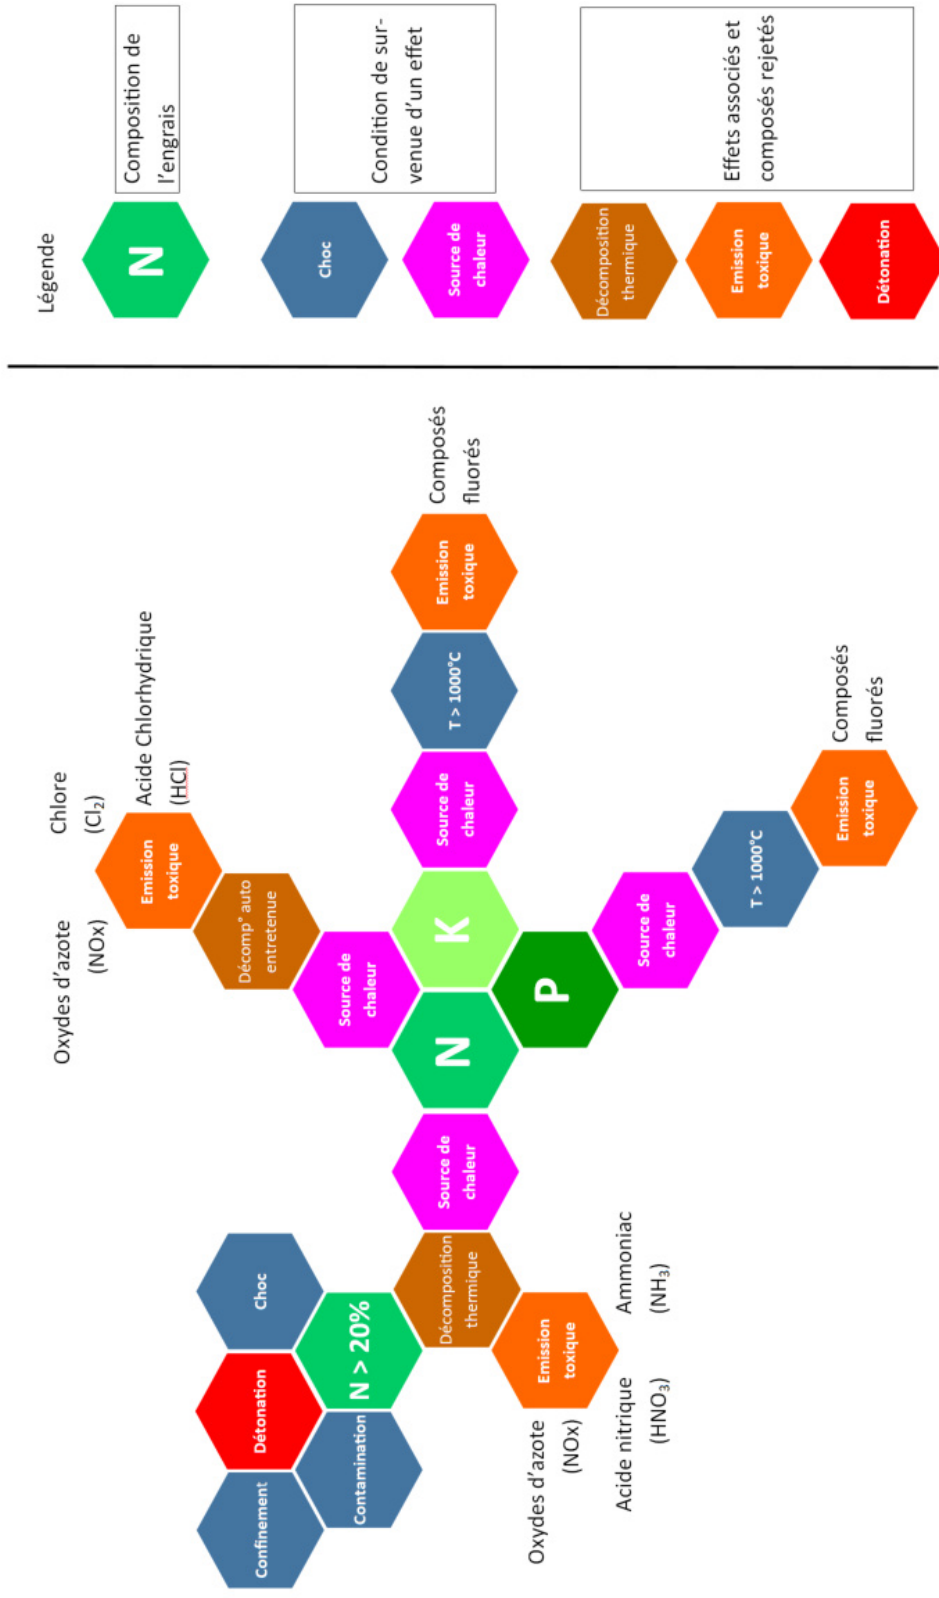 Confinement
Détonation
Choc
Contamination
N > 20%
Décomposition
thermique
Source de
chaleur
Emission
toxique
Oxydes d'azote
(NOx)
Ammoniac
(NH₃)
Acide nitrique
(HNO₃)
N
K
P
Source de
chaleur
Décomp° auto
entretenue
Emission
toxique
Oxydes d'azote
(NOx)
Chlore
(Cl₂)
Acide Chlorhydrique
(HCl)
Source de
chaleur
T > 1000°C
Emission
toxique
Composés
fluorés
Source de
chaleur
T > 1000°C
Emission
toxique
Composés
fluorés
Légende
N
Composition de
l'engrais
Choc
Source de
chaleur
Condition de sur-
venue d'un effet
Décomposition
thermique
Emission
toxique
Détonation
Effets associés et
composés rejetés